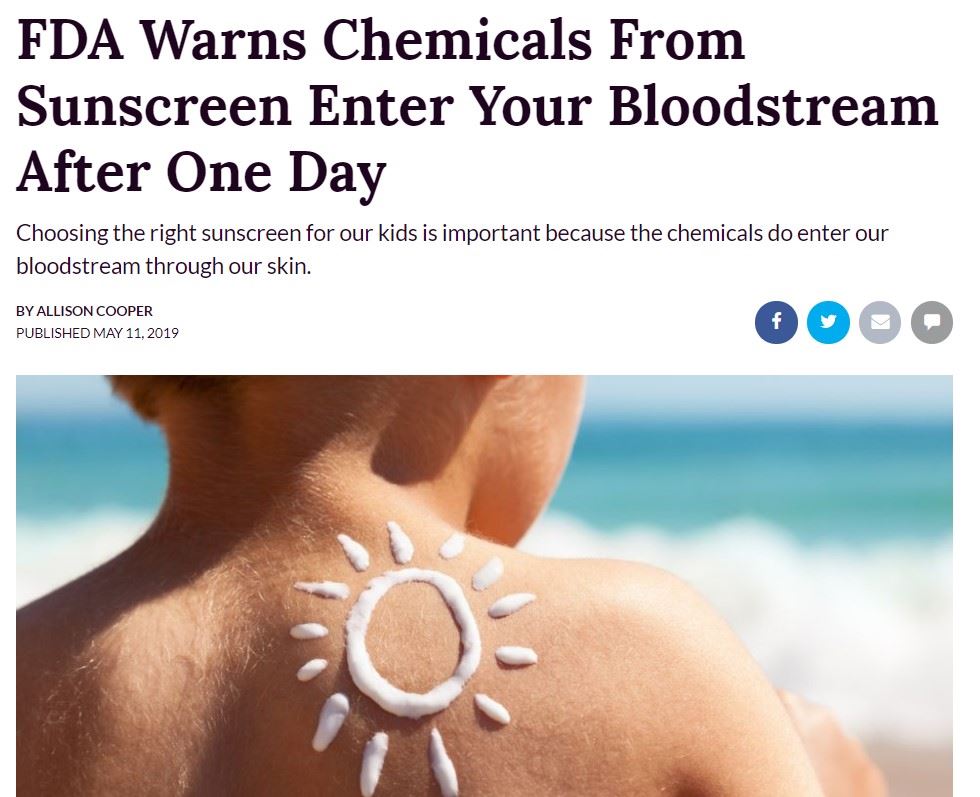 FDA Warns Chemicals From
Sunscreen Enter Your Bloodstream
After One Day
Choosing the right sunscreen for our kids is important because the chemicals do enter our
bloodstream through our skin.
BY ALLISON COOPER
PUBLISHED MAY 11, 2019